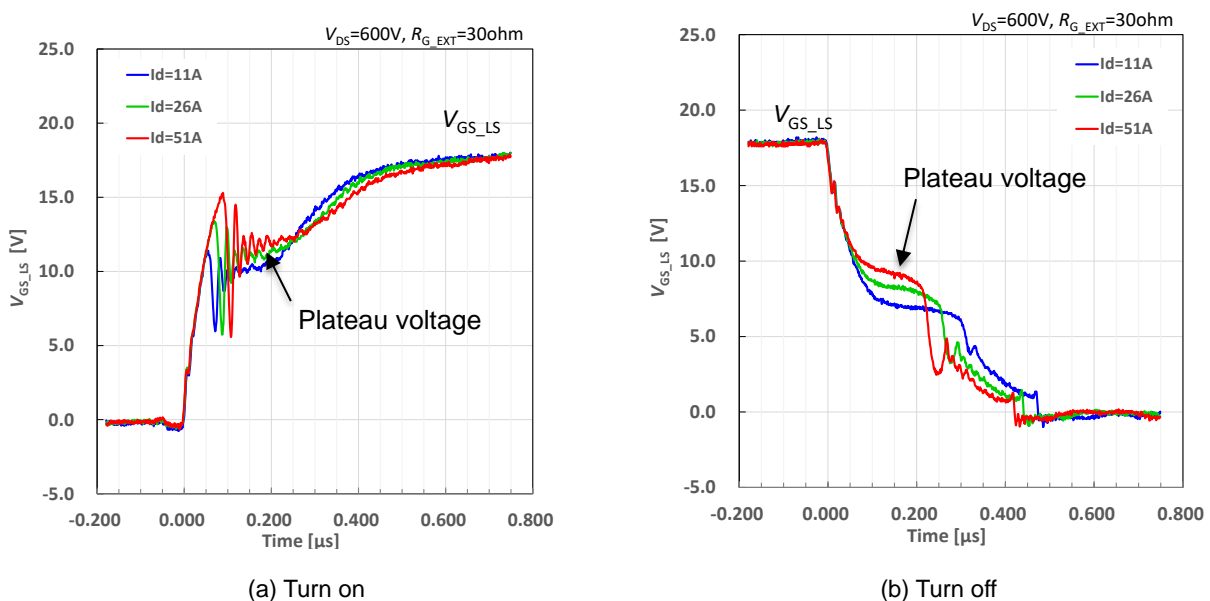 VDS=600V, RG_EXT=30ohm
25.0
20.0
15.0
10.0
5.0
0.0
-5.0
VGS_LS [V]
Id=11A
Id=26A
Id=51A
VGS_LS
Plateau voltage
-0.200 0.000 0.200 0.400 0.600 0.800
Time [µs]
(a) Turn on
VDS=600V, RG_EXT=30ohm
25.0
20.0
15.0
10.0
5.0
0.0
-5.0
VGS_LS [V]
Id=11A
Id=26A
Id=51A
VGS_LS
Plateau voltage
-0.200 0.000 0.200 0.400 0.600 0.800
Time [µs]
(b) Turn off